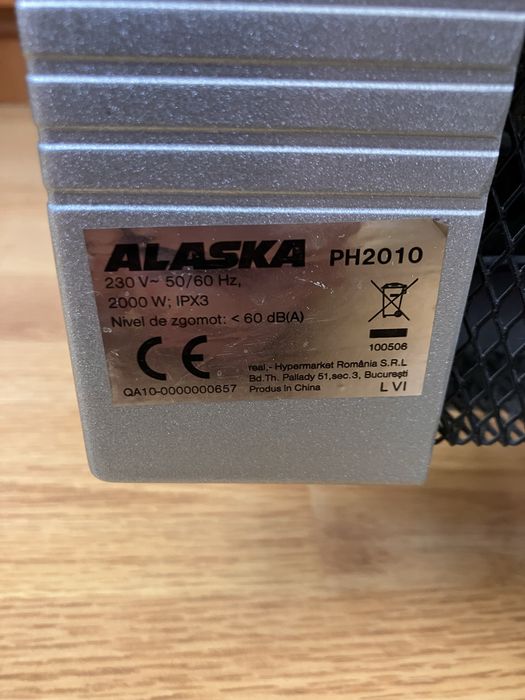 ALASKA PH2010
230 V~ 50/60 Hz,
2000 W; IPX3
Nivel de zgomot: < 60 dB(A)
100506
CE
real,- Hypermarket România S.R.L
Bd.Th. Pallady 51,sec.3, Bucureşti
QA10-0000000657 Produs în China L VI